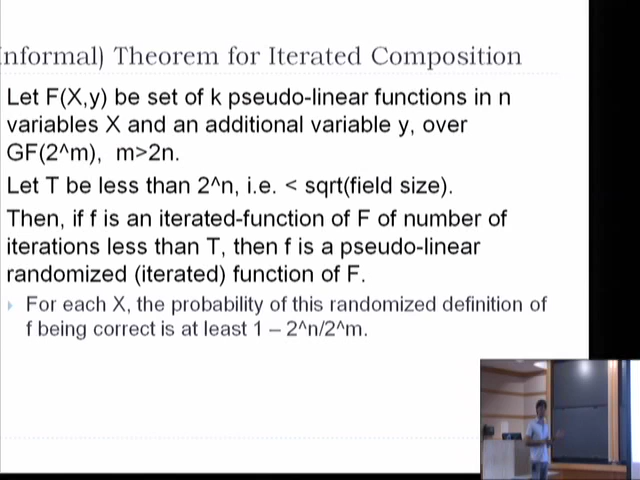 nformal) Theorem for Iterated Composition
Let F(X,y) be set of k pseudo-linear functions in n
variables X and an additional variable y, over
GF(2^m), m>2n.
Let T be less than 2^n, i.e. < sqrt(field size).
Then, if f is an iterated-function of F of number of
iterations less than T, then f is a pseudo-linear
randomized (iterated) function of F.
For each X, the probability of this randomized definition of
f being correct is at least 1 – 2^n/2^m.